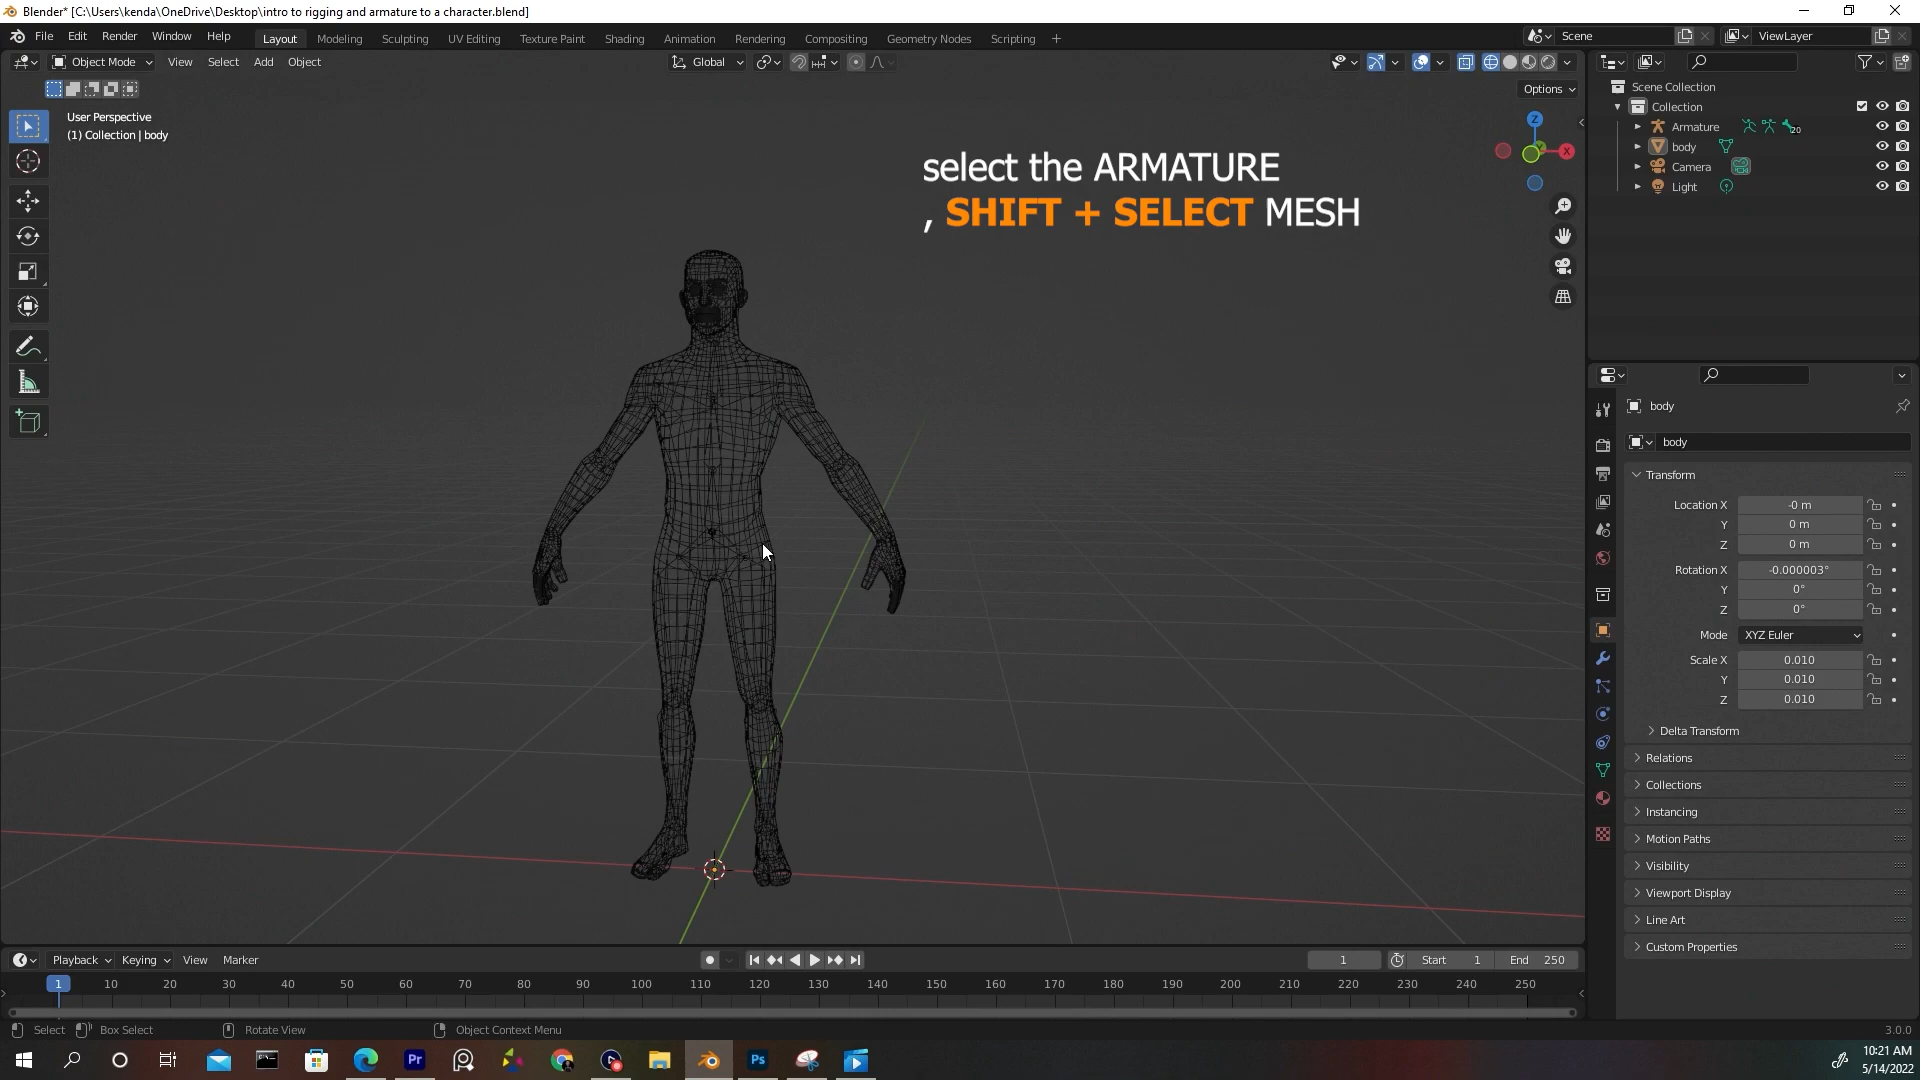 Blender* [C:\Users\kenda\OneDrive\Desktop\intro to rigging and armature to a character.blend]
File Edit Render Window Help Layout Modeling Sculpting UV Editing Texture Paint Shading Animation Rendering Compositing Geometry Nodes Scripting + Scene ViewLayer
Object Mode View Select Add Object Global
Options
User Perspective
(1) Collection | body
Z
X
select the ARMATURE
, SHIFT + SELECT MESH
Scene Collection
Collection
Armature 20
body
Camera
Light
body
body
Transform
Location X -0 m
Y 0 m
Z 0 m
Rotation X -0.000003°
Y 0°
Z 0°
Mode XYZ Euler
Scale X 0.010
Y 0.010
Z 0.010
Delta Transform
Relations
Collections
Instancing
Motion Paths
Visibility
Viewport Display
Line Art
Custom Properties
Playback Keying View Marker 1 Start 1 End 250
1 10 20 30 40 50 60 70 80 90 100 110 120 130 140 150 160 170 180 190 200 210 220 230 240 250
Select Box Select Rotate View Object Context Menu 3.0.0
Pr Ps
10:21 AM
5/14/2022